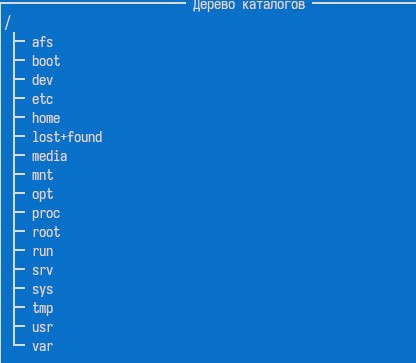 Дерево каталогов
/
afs
boot
dev
etc
home
lost+found
media
mnt
opt
proc
root
run
srv
sys
tmp
usr
var